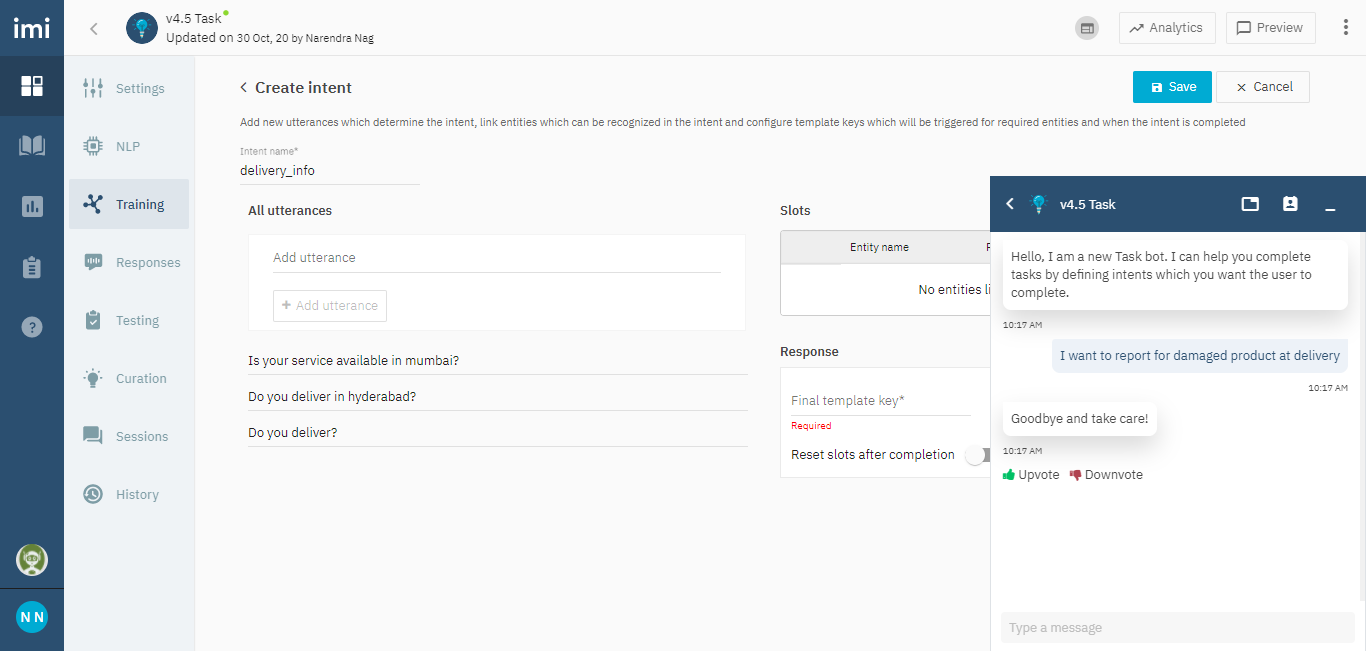 imi
v4.5 Task
Updated on 30 Oct, 20 by Narendra Nag
Analytics
Preview
Settings
NLP
Training
Responses
Testing
Curation
Sessions
History
N N
Create intent
Save
Cancel
Add new utterances which determine the intent, link entities which can be recognized in the intent and configure template keys which will be triggered for required entities and when the intent is completed
Intent name*
delivery_info
All utterances
Add utterance
+ Add utterance
Is your service available in mumbai?
Do you deliver in hyderabad?
Do you deliver?
Slots
Entity name
No entities li
Response
Final template key*
Required
Reset slots after completion
v4.5 Task
Hello, I am a new Task bot. I can help you complete
tasks by defining intents which you want the user to
complete.
10:17 AM
I want to report for damaged product at delivery
10:17 AM
Goodbye and take care!
10:17 AM
Upvote
Downvote
Type a message